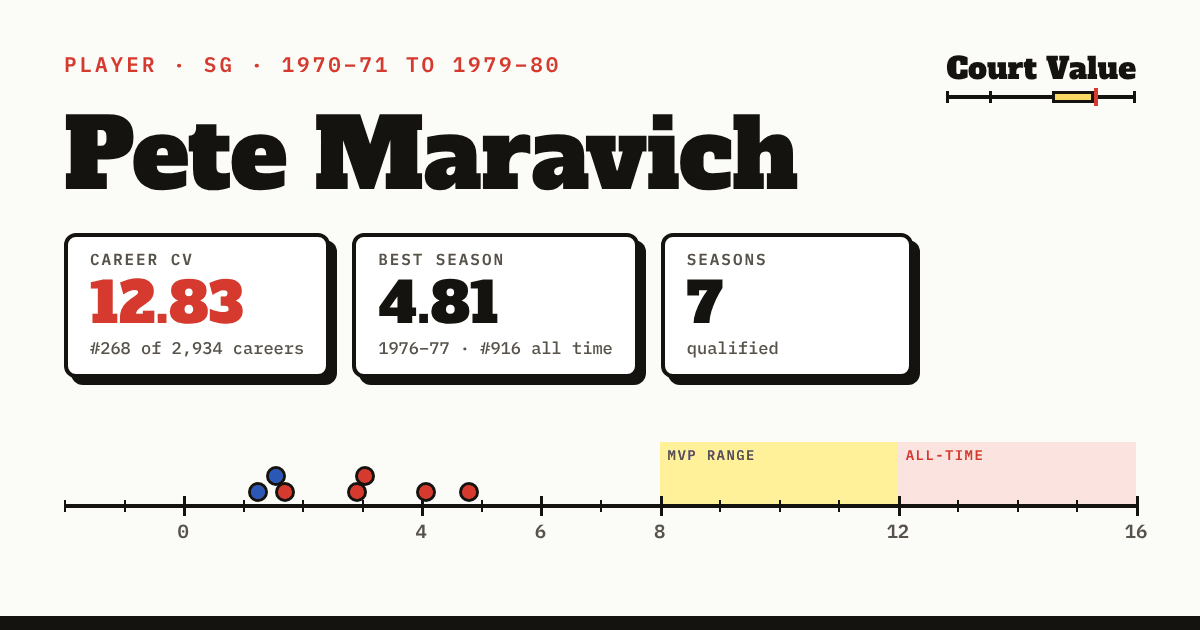 PLAYER · SG · 1970–71 TO 1979–80
Court Value
Pete Maravich
CAREER CV
12.83
#268 of 2,934 careers
BEST SEASON
4.81
1976–77 · #916 all time
SEASONS
7
qualified
MVP RANGE
ALL-TIME
0 4 6 8 12 16